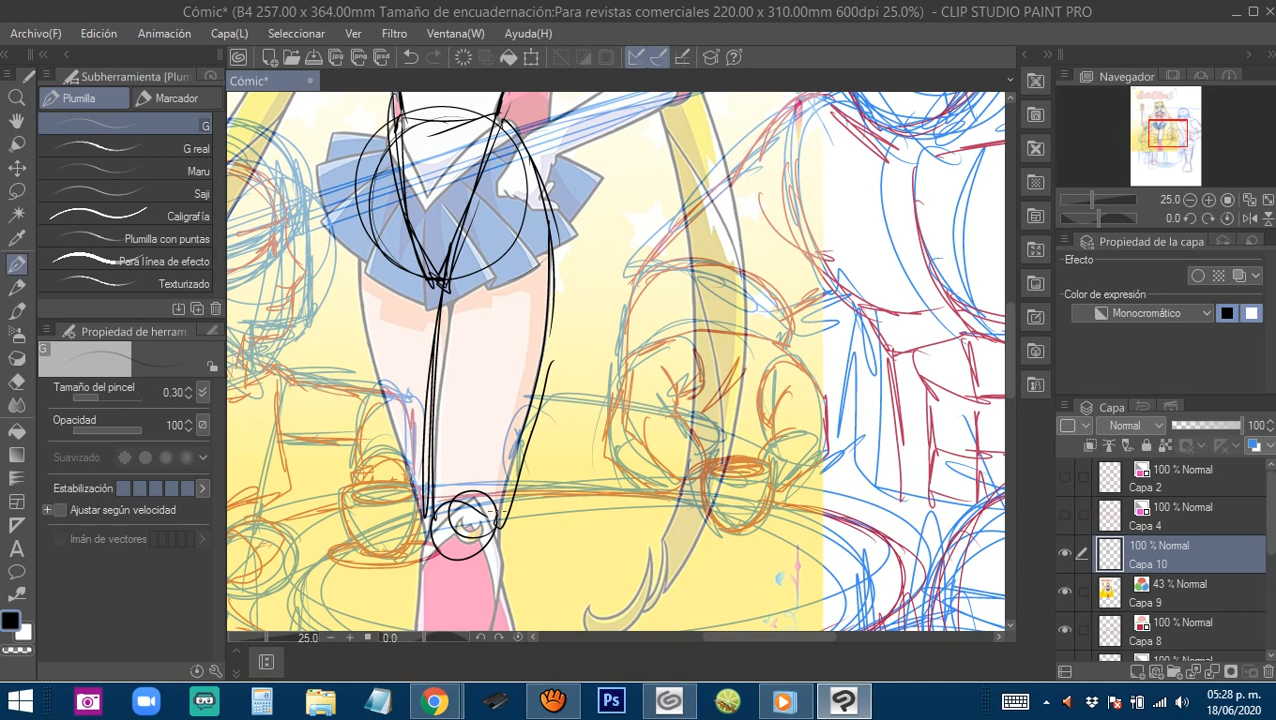 Cómic* (B4 257.00 x 364.00mm Tamaño de encuadernación:Para revistas comerciales 220.00 x 310.00mm 600dpi 25.0%) - CLIP STUDIO PAINT PRO
Archivo(F) Edición Animación Capa(L) Seleccionar Ver Filtro Ventana(W) Ayuda(H)
Subherramienta (Plum
Cómic*
Navegador
Plumilla Marcador
G
G real
Maru
Saji
Caligrafía
Plumilla con puntas
Para línea de efecto
Texturizado
Propiedad de herram
G
Tamaño del pincel 0.30
Opacidad 100
Suavizado
Estabilización
Ajustar según velocidad
Imán de vectores
25.0
0.0
Propiedad de la capa
Efecto
Color de expresión
Monocromático
Capa
Normal 100
100 % Normal
Capa 2
100 % Normal
Capa 4
100 % Normal
Capa 10
43 % Normal
Capa 9
100 % Normal
Capa 8
100 % Normal
25.0 0.0
Ps
05:28 p. m.
18/06/2020